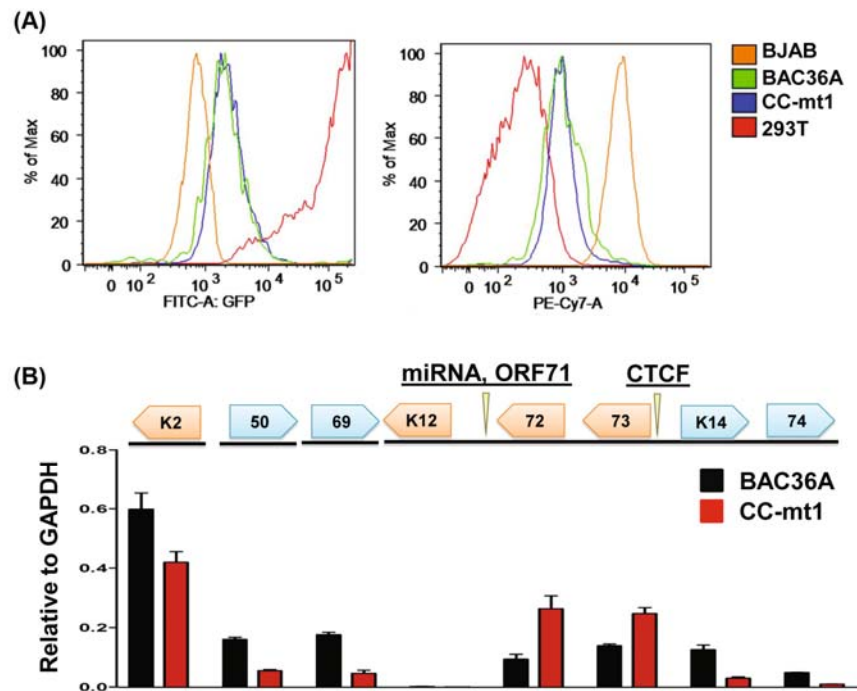 (A)
100
80
60
40
20
0
% of Max
0 10^2 10^3 10^4 10^5
FITC-A: GFP
100
80
60
40
20
0
% of Max
0 10^2 10^3 10^4 10^5
PE-Cy7-A
BJAB
BAC36A
CC-mt1
293T
(B)
miRNA, ORF71 CTCF
K2 50 69 K12 72 73 K14 74
0.8
0.6
0.4
0.2
0.0
Relative to GAPDH
BAC36A
CC-mt1